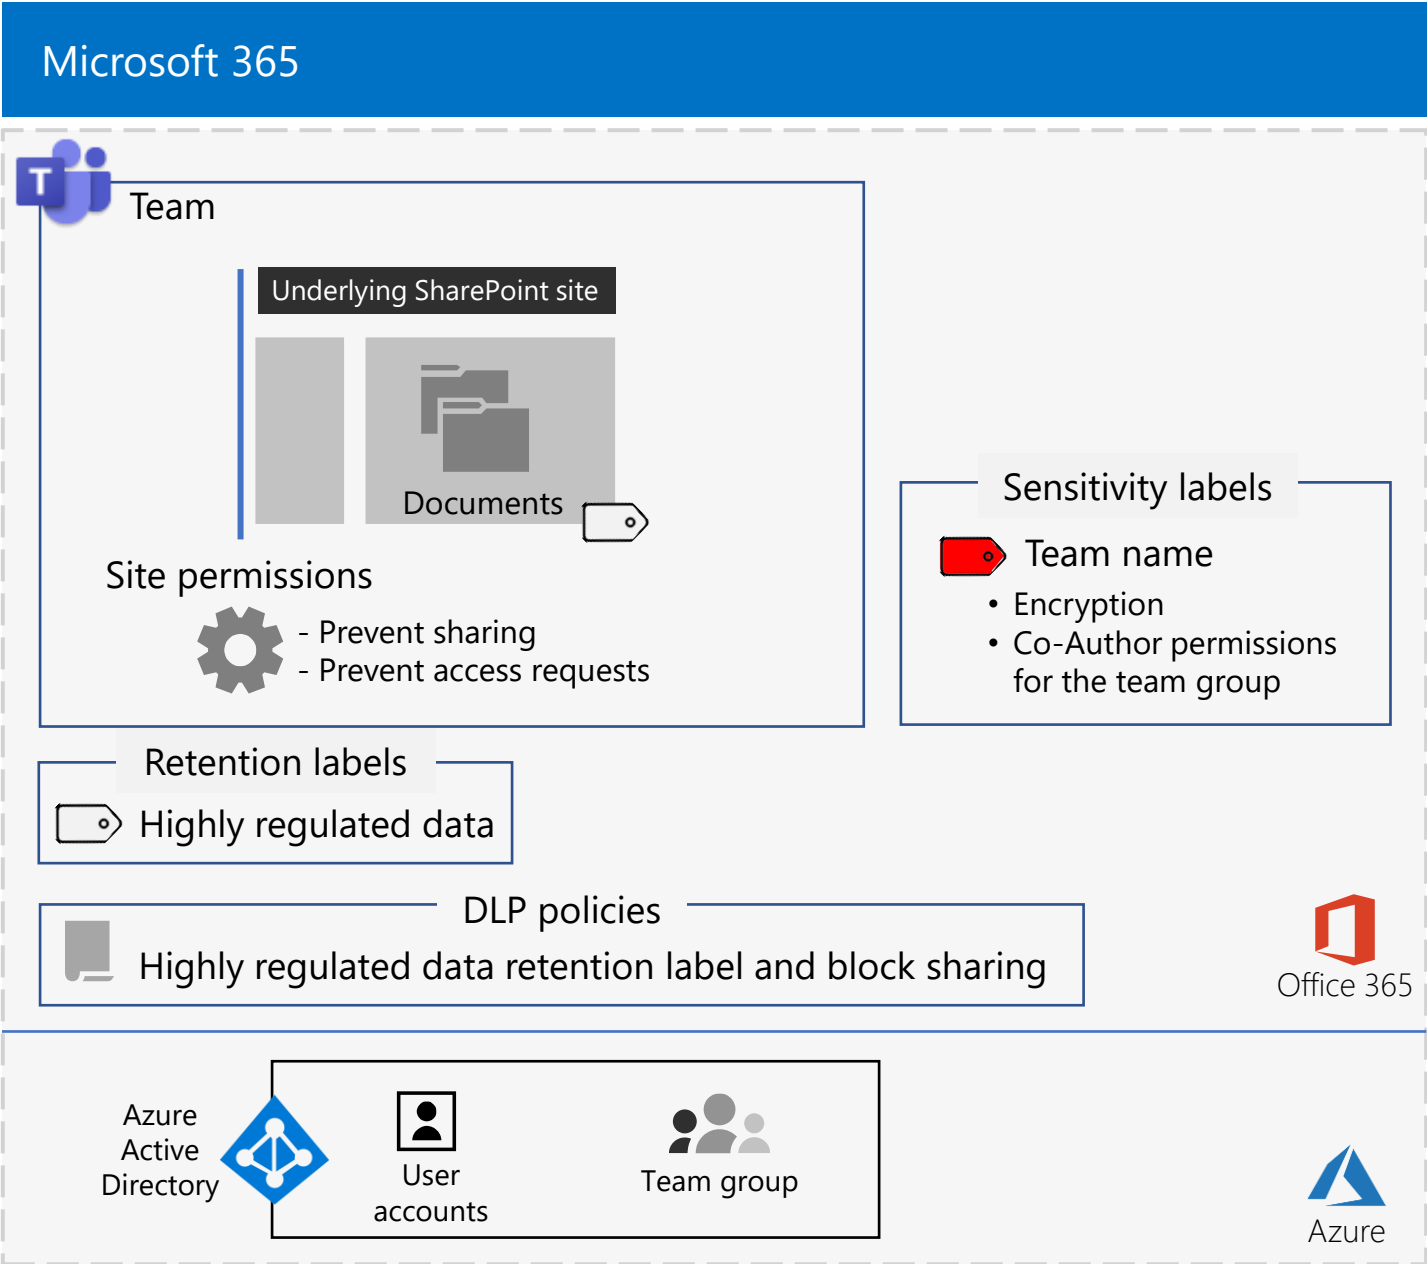 Microsoft 365
T
Team
Underlying SharePoint site
Documents
Site permissions
- Prevent sharing
- Prevent access requests
Sensitivity labels
Team name
• Encryption
• Co-Author permissions
for the team group
Retention labels
Highly regulated data
DLP policies
Highly regulated data retention label and block sharing
Office 365
Azure
Active
Directory
User
accounts
Team group
Azure